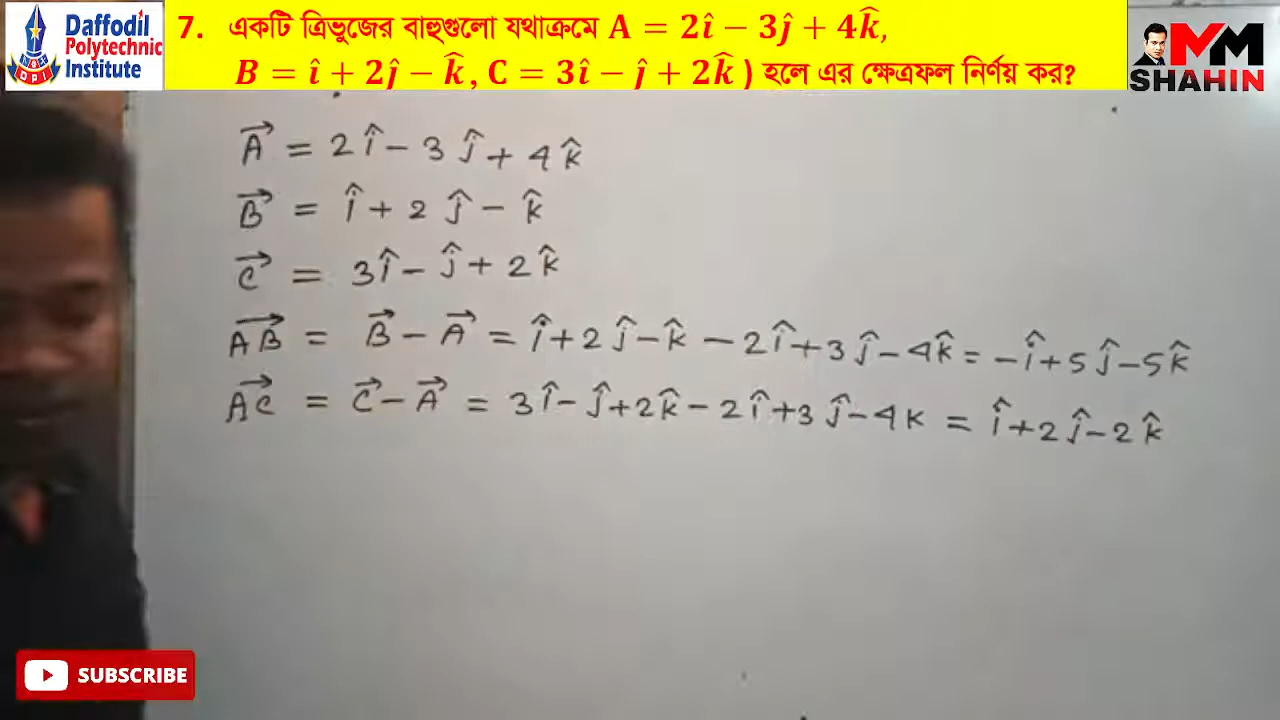 Daffodil
Polytechnic
Institute
DPI
7. একটি ত্রিভুজের বাহুগুলো যথাক্রমে A = 2î − 3ĵ + 4k̂,
B = î + 2ĵ − k̂, C = 3î − ĵ + 2k̂ ) হলে এর ক্ষেত্রফল নির্ণয় কর?
MM
SHAHIN
A⃗ = 2î − 3ĵ + 4k̂
B⃗ = î + 2ĵ − k̂
C⃗ = 3î − ĵ + 2k̂
AB⃗ = B⃗ − A⃗ = î + 2ĵ − k̂ − 2î + 3ĵ − 4k̂ = −î + 5ĵ − 5k̂
AC⃗ = C⃗ − A⃗ = 3î − ĵ + 2k̂ − 2î + 3ĵ − 4k = î + 2ĵ − 2k̂
SUBSCRIBE